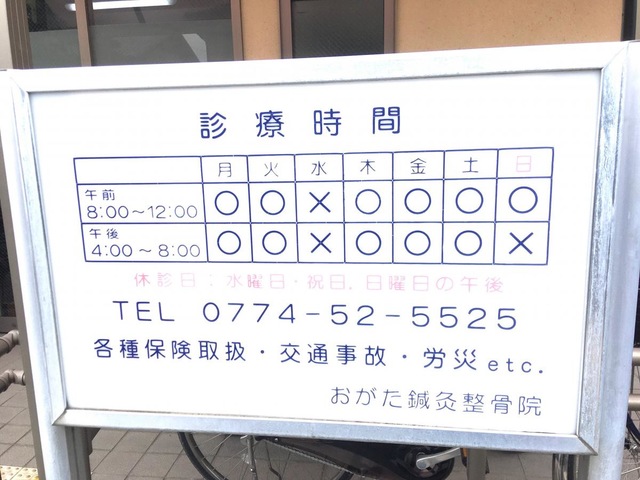 診療時間
月 火 水 木 金 土 日
午前
8:00～12:00 ○ ○ × ○ ○ ○ ○
午後
4:00～8:00 ○ ○ × ○ ○ ○ ×
休診日:水曜日・祝日,日曜日の午後
TEL 0774-52-5525
各種保険取扱・交通事故・労災etc.
おがた鍼灸整骨院